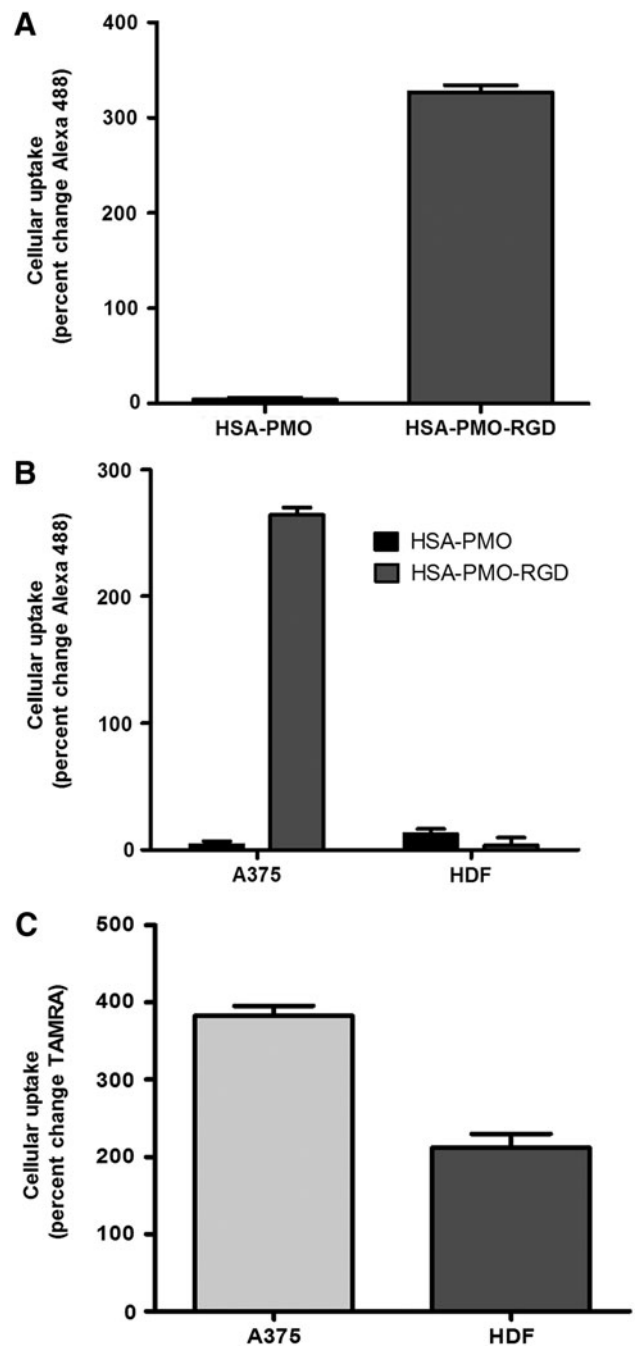 A
Cellular uptake
(percent change Alexa 488)
400
300
200
100
0
HSA-PMO
HSA-PMO-RGD
B
Cellular uptake
(percent change Alexa 488)
300
200
100
0
HSA-PMO
HSA-PMO-RGD
A375
HDF
C
Cellular uptake
(percent change TAMRA)
500
400
300
200
100
0
A375
HDF